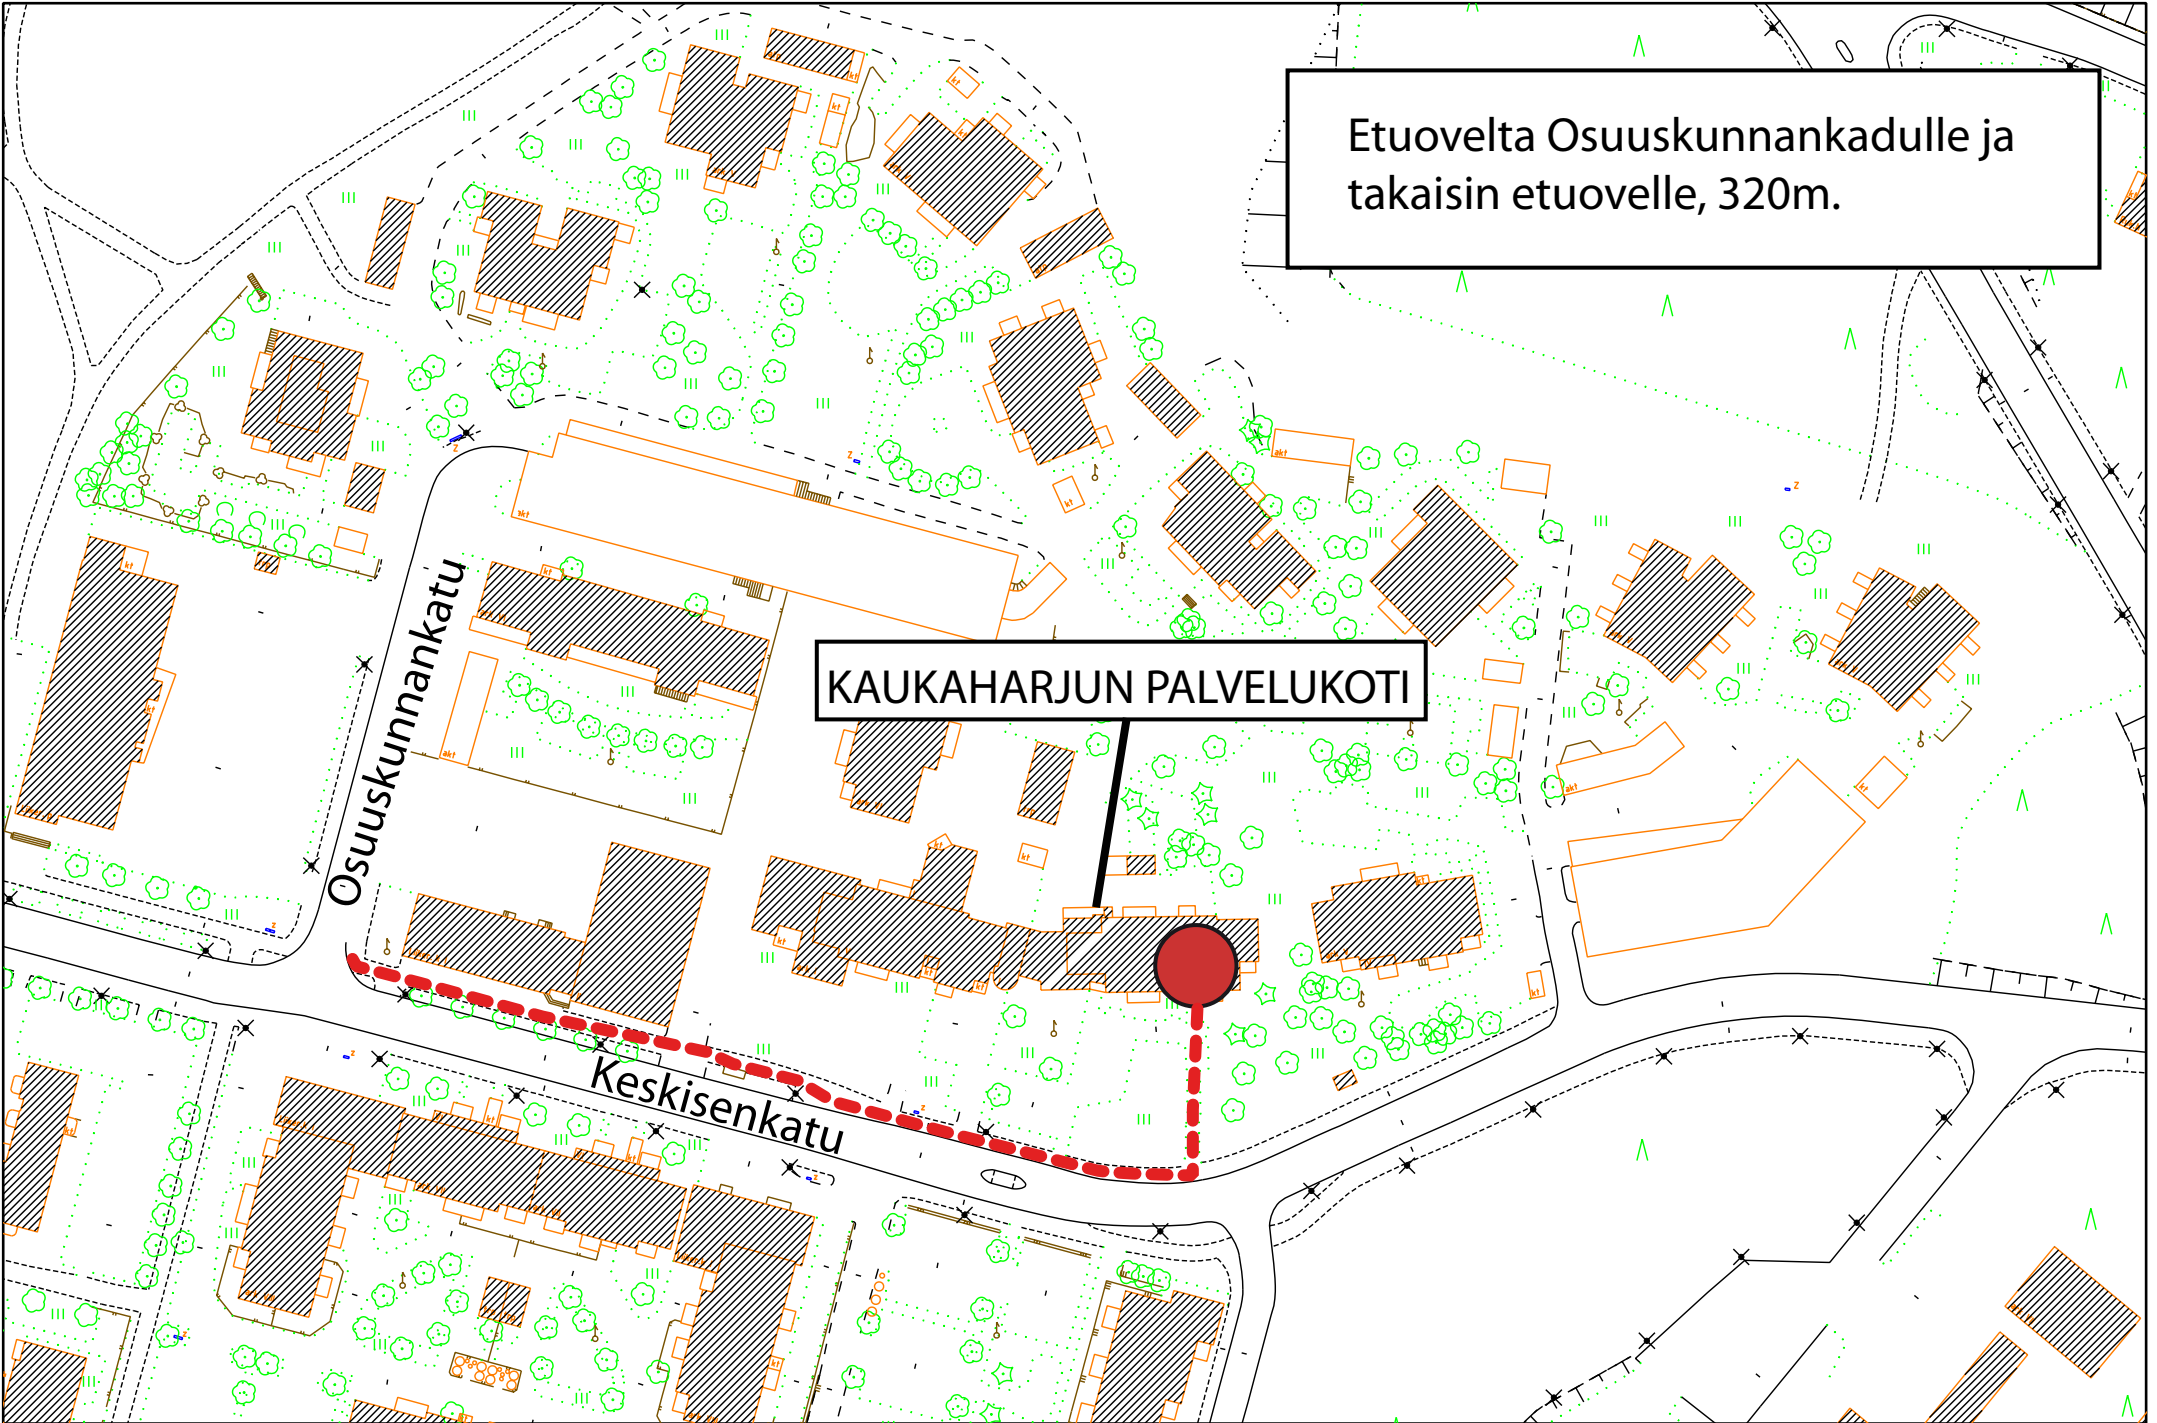 Etuovelta Osuuskunnankadulle ja
takaisin etuovelle, 320m.
KAUKAHARJUN PALVELUKOTI
Osuuskunnankatu
Keskisenkatu